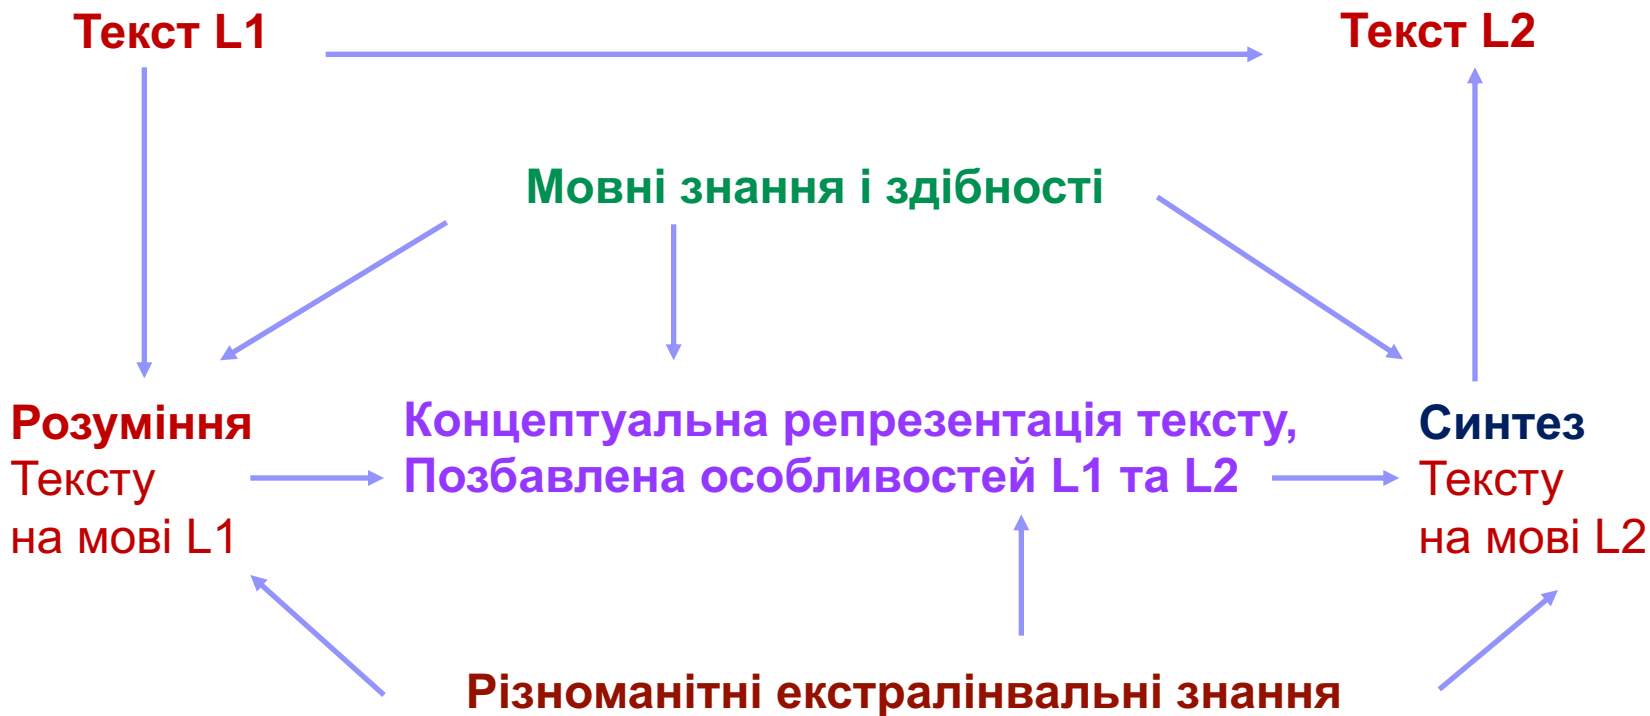 Текст L1
Текст L2
Мовні знання і здібності
Розуміння
Тексту
на мові L1
Концептуальна репрезентація тексту,
Позбавлена особливостей L1 та L2
Синтез
Тексту
на мові L2
Різноманітні екстралінвальні знання